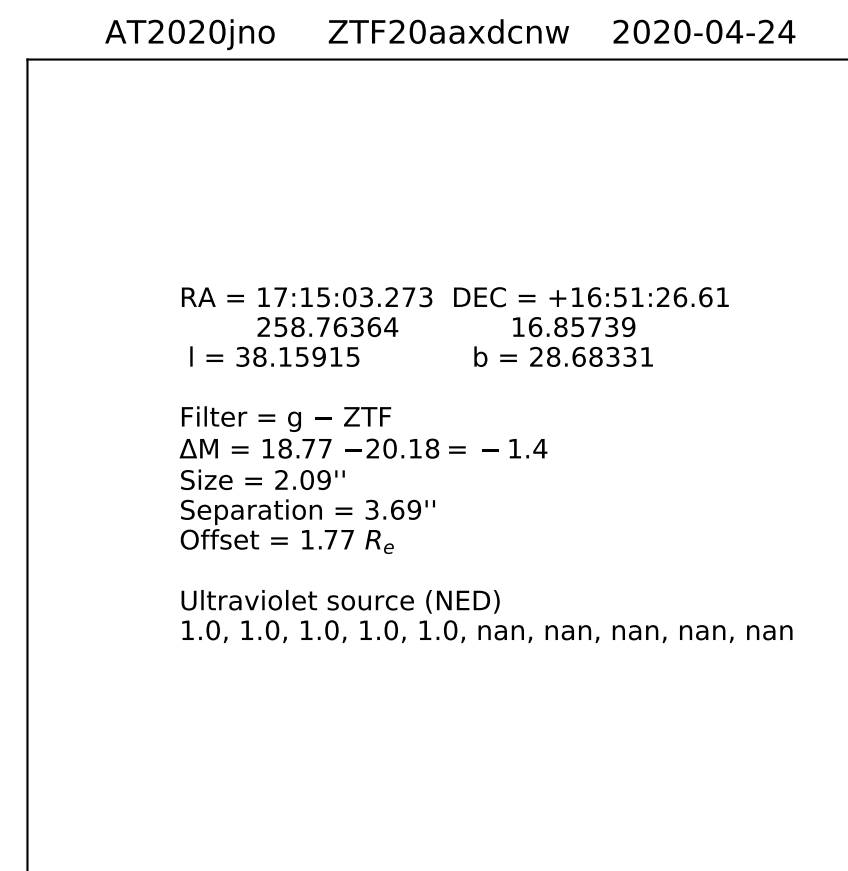 AT2020jno ZTF20aaxdcnw 2020-04-24
RA = 17:15:03.273 DEC = +16:51:26.61
258.76364 16.85739
l = 38.15915 b = 28.68331
Filter = g − ZTF
ΔM = 18.77 −20.18 = − 1.4
Size = 2.09''
Separation = 3.69''
Offset = 1.77 Re
Ultraviolet source (NED)
1.0, 1.0, 1.0, 1.0, 1.0, nan, nan, nan, nan, nan